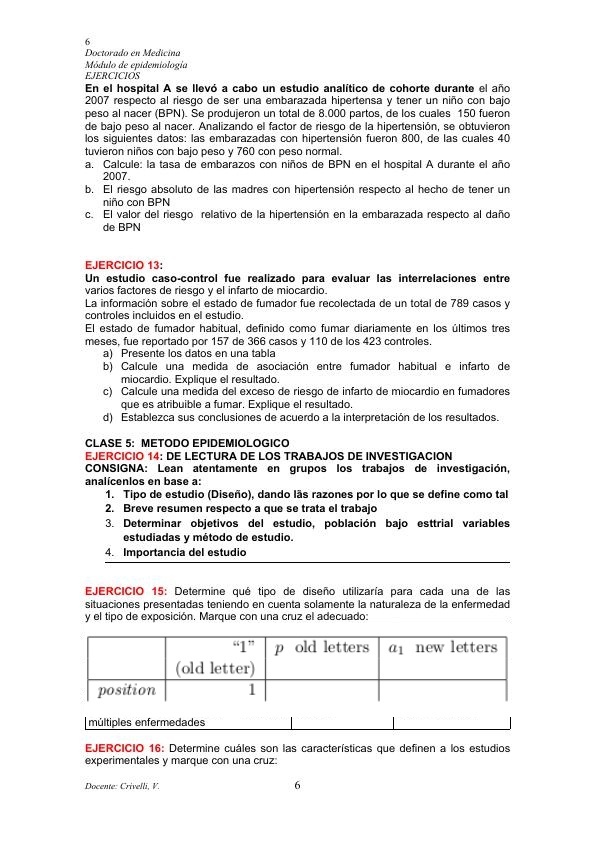 6
Doctorado en Medicina
Módulo de epidemiología
EJERCICIOS
En el hospital A se llevó a cabo un estudio analítico de cohorte durante el año
2007 respecto al riesgo de ser una embarazada hipertensa y tener un niño con bajo
peso al nacer (BPN). Se produjeron un total de 8.000 partos, de los cuales 150 fueron
de bajo peso al nacer. Analizando el factor de riesgo de la hipertensión, se obtuvieron
los siguientes datos: las embarazadas con hipertensión fueron 800, de las cuales 40
tuvieron niños con bajo peso y 760 con peso normal.
a. Calcule: la tasa de embarazos con niños de BPN en el hospital A durante el año
2007.
b. El riesgo absoluto de las madres con hipertensión respecto al hecho de tener un
niño con BPN
c. El valor del riesgo relativo de la hipertensión en la embarazada respecto al daño
de BPN
EJERCICIO 13:
Un estudio caso-control fue realizado para evaluar las interrelaciones entre
varios factores de riesgo y el infarto de miocardio.
La información sobre el estado de fumador fue recolectada de un total de 789 casos y
controles incluidos en el estudio.
El estado de fumador habitual, definido como fumar diariamente en los últimos tres
meses, fue reportado por 157 de 366 casos y 110 de los 423 controles.
a) Presente los datos en una tabla
b) Calcule una medida de asociación entre fumador habitual e infarto de
miocardio. Explique el resultado.
c) Calcule una medida del exceso de riesgo de infarto de miocardio en fumadores
que es atribuible a fumar. Explique el resultado.
d) Establezca sus conclusiones de acuerdo a la interpretación de los resultados.
CLASE 5: METODO EPIDEMIOLOGICO
EJERCICIO 14: DE LECTURA DE LOS TRABAJOS DE INVESTIGACION
CONSIGNA: Lean atentamente en grupos los trabajos de investigación,
analícenlos en base a:
1. Tipo de estudio (Diseño), dando läs razones por lo que se define como tal
2. Breve resumen respecto a que se trata el trabajo
3. Determinar objetivos del estudio, población bajo esttrial variables
estudiadas y método de estudio.
4. Importancia del estudio
EJERCICIO 15: Determine qué tipo de diseño utilizaría para cada una de las
situaciones presentadas teniendo en cuenta solamente la naturaleza de la enfermedad
y el tipo de exposición. Marque con una cruz el adecuado:
"1" p old letters a1 new letters
(old letter)
position 1
múltiples enfermedades
EJERCICIO 16: Determine cuáles son las características que definen a los estudios
experimentales y marque con una cruz:
Docente: Crivelli, V. 6